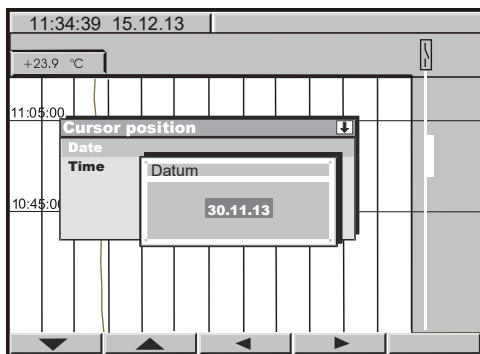 11:34:39 15.12.13
+23.9 °C
11:05:00
Cursor position
Date
Time
Datum
10:45:00
30.11.13